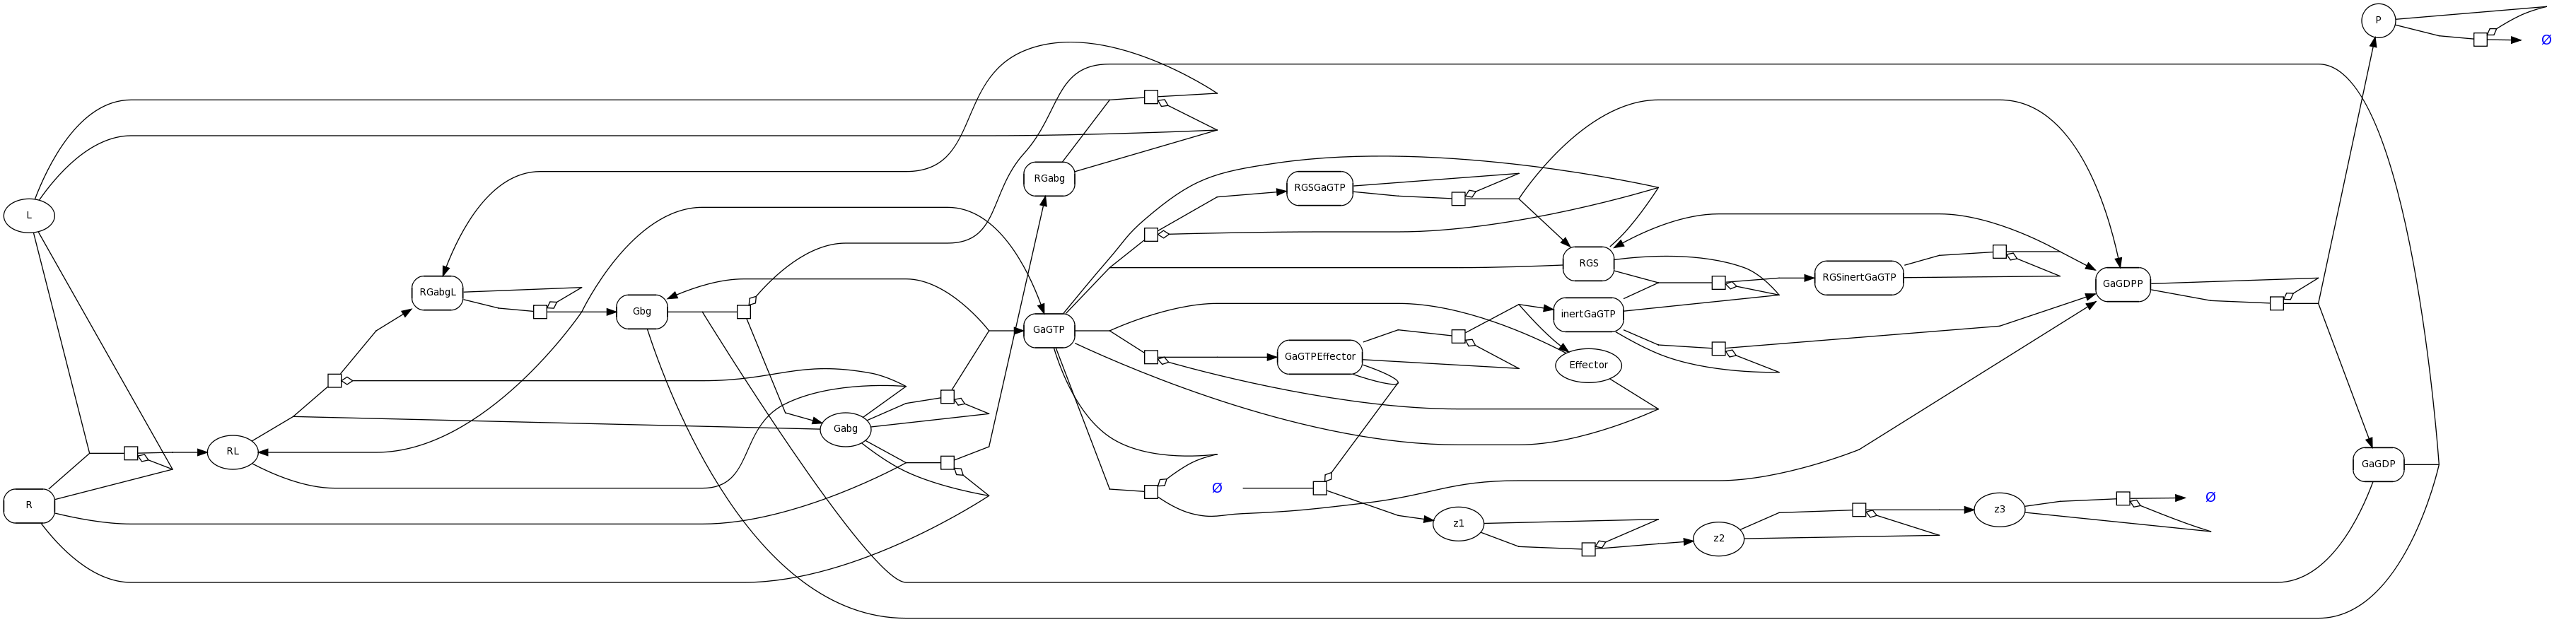 P
Ø
RGabg
RGSGaGTP
L
RGS
RGabgL
RGSinertGaGTP
GaGDPP
Gbg
inertGaGTP
GaGTP
GaGTPEffector
Effector
Gabg
RL
GaGDP
Ø
Ø
R
z3
z1
z2